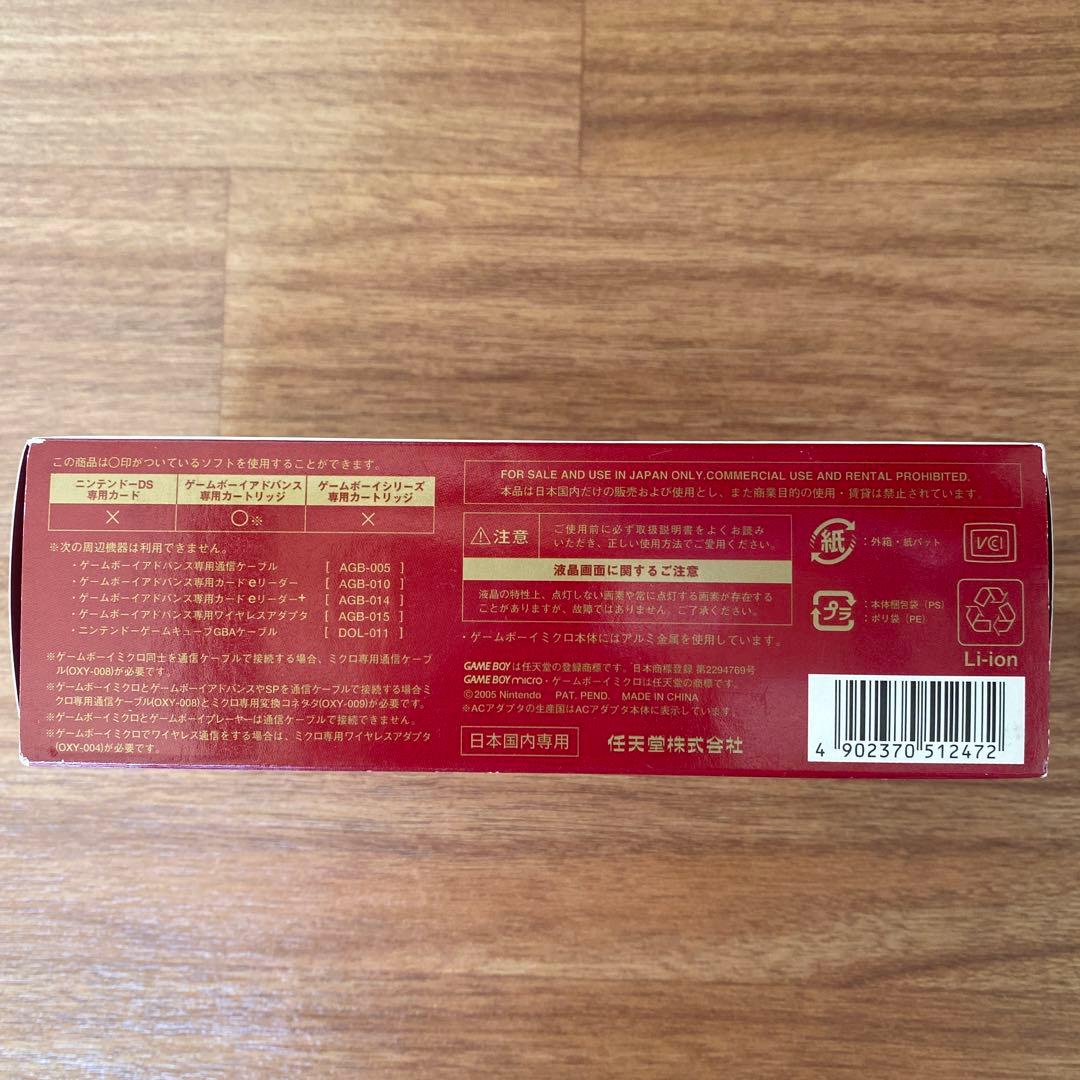 この商品は〇印がついているソフトを使用することができます。
ニンテンドーDS
専用カード
ゲームボーイアドバンス
専用カートリッジ
ゲームボーイシリーズ
専用カートリッジ
×
〇※
×
※次の周辺機器は利用できません。
・ゲームボーイアドバンス専用通信ケーブル [ AGB-005 ]
・ゲームボーイアドバンス専用カードeリーダー [ AGB-010 ]
・ゲームボーイアドバンス専用カードeリーダー+ [ AGB-014 ]
・ゲームボーイアドバンス専用ワイヤレスアダプタ [ AGB-015 ]
・ニンテンドーゲームキューブGBAケーブル [ DOL-011 ]
※ゲームボーイミクロ同士を通信ケーブルで接続する場合、ミクロ専用通信ケーブ
ル(OXY-008)が必要です。
※ゲームボーイミクロとゲームボーイアドバンスやSPを通信ケーブルで接続する場合ミ
クロ専用通信ケーブル(OXY-008)とミクロ専用変換コネクタ(OXY-009)が必要です。
※ゲームボーイミクロとゲームボーイプレーヤーは通信ケーブルで接続できません。
※ゲームボーイミクロでワイヤレス通信をする場合は、ミクロ専用ワイヤレスアダプタ
(OXY-004)が必要です。
FOR SALE AND USE IN JAPAN ONLY.COMMERCIAL USE AND RENTAL PROHIBITED.
本品は日本国内だけの販売および使用とし、また商業目的の使用・賃貸は禁止されています。
⚠注意
ご使用前に必ず取扱説明書をよくお読み
いただき、正しい使用方法でご愛用ください。
液晶画面に関するご注意
液晶の特性上、点灯しない画素や常に点灯する画素が存在する
ことがありますが、故障ではありません。ご了承ください。
・ゲームボーイミクロ本体にはアルミ金属を使用しています。
GAME BOYは任天堂の登録商標です。日本商標登録 第2294769号
GAME BOY micro・ゲームボーイミクロは任天堂の商標です。
©2005 Nintendo PAT. PEND. MADE IN CHINA
※ACアダプタの生産国はACアダプタ本体に表示しています。
日本国内専用
任天堂株式会社
紙
：外箱・紙パット
VCI
プラ
：本体梱包袋（PS）
：ポリ袋（PE）
Li-ion
4 902370 512472